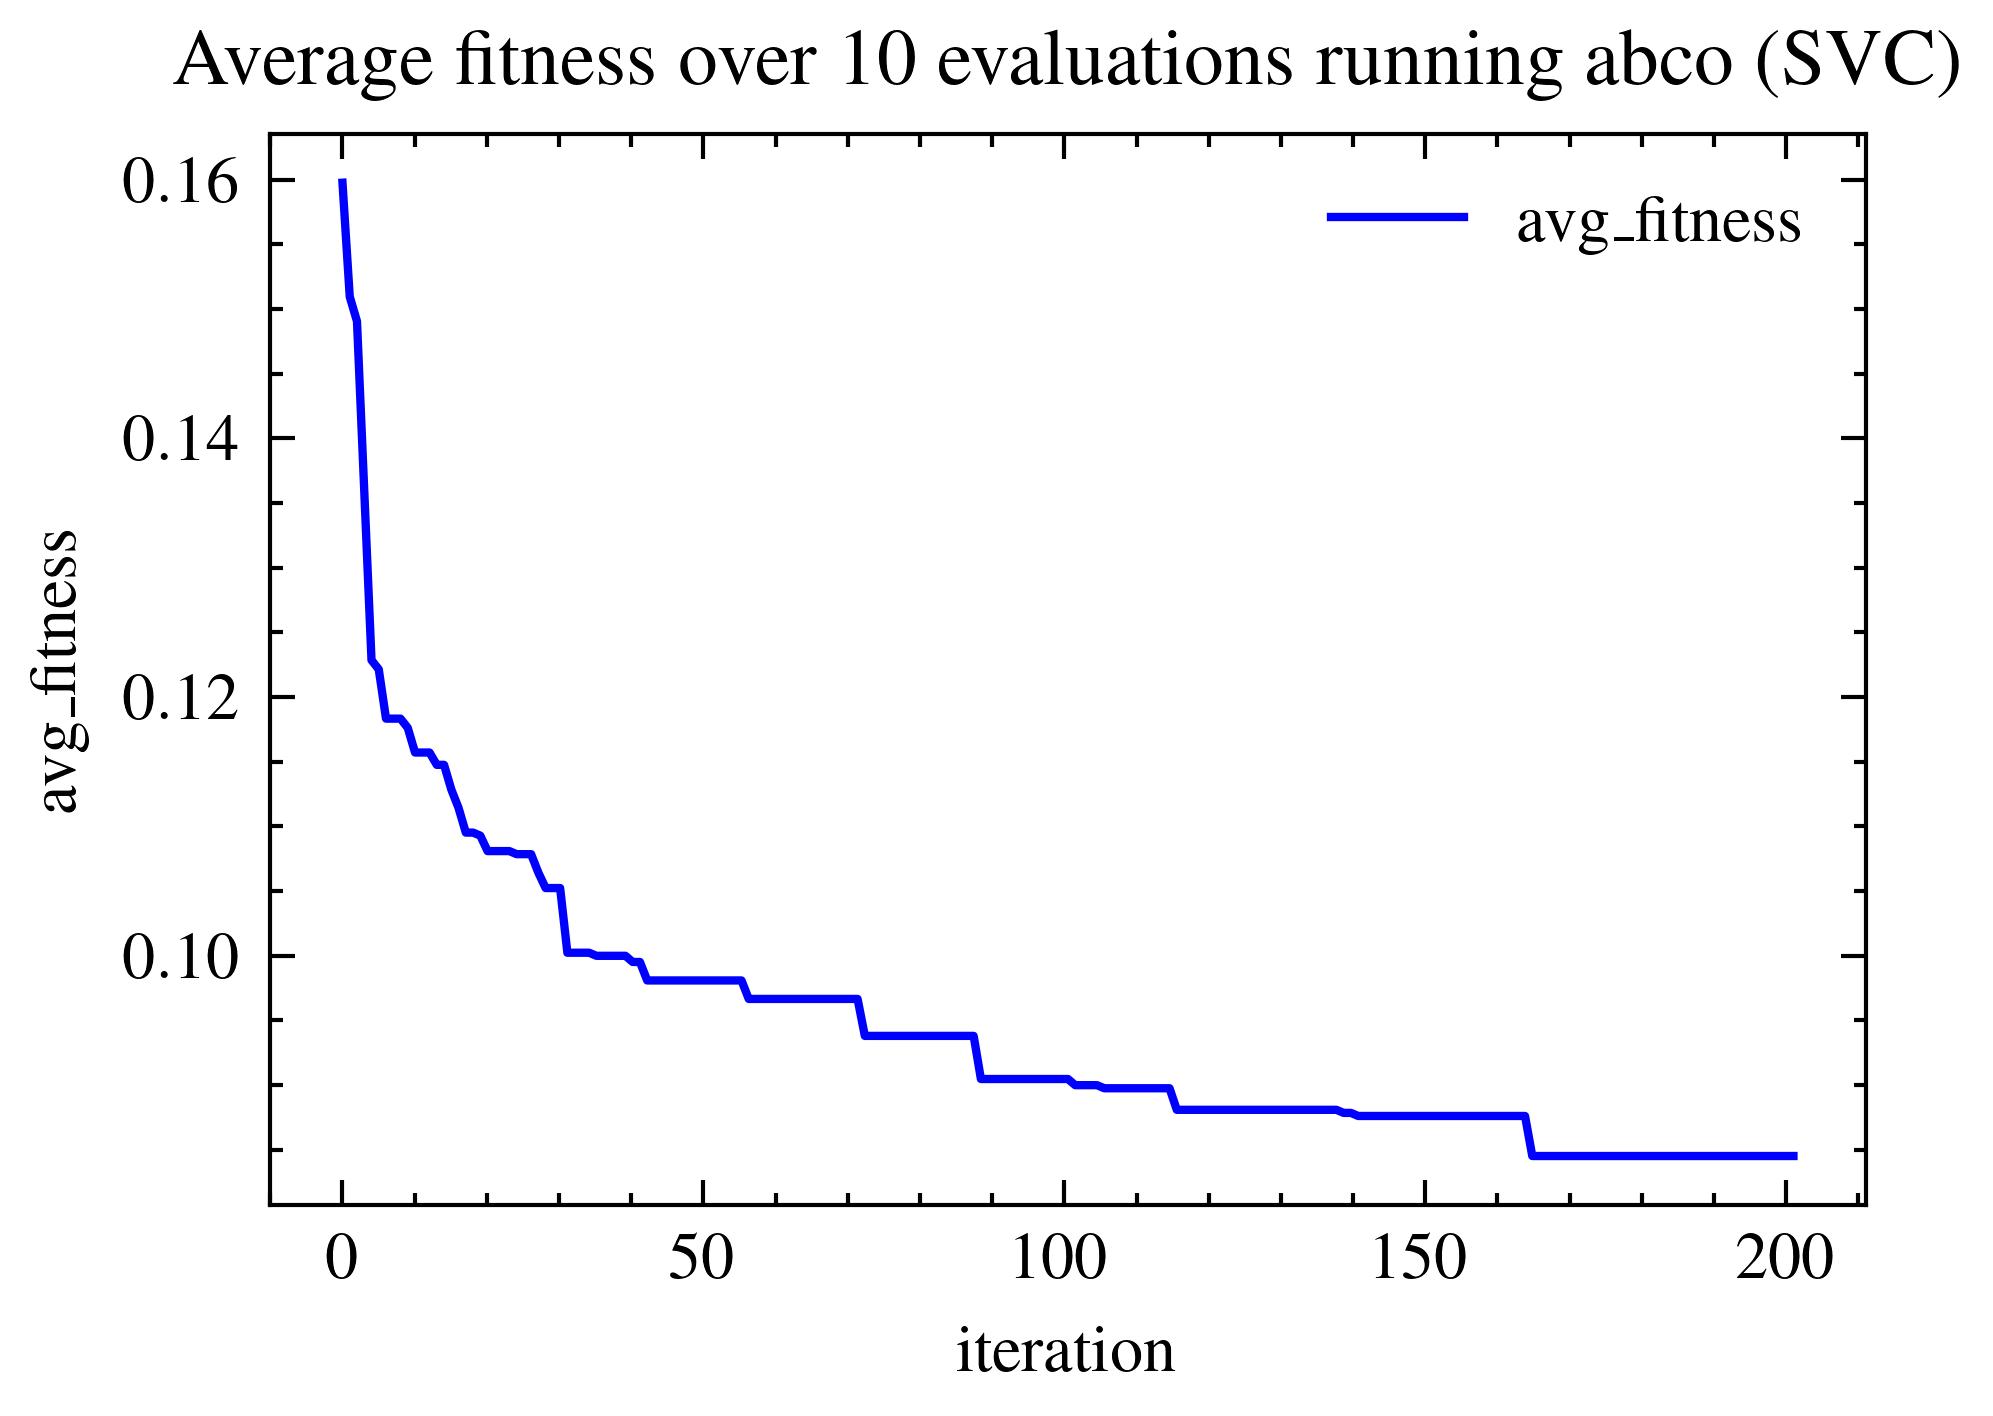 Average fitness over 10 evaluations running abco (SVC)
avg_fitness
0.16
0.14
0.12
0.10
avg_fitness
0
50
100
150
200
iteration